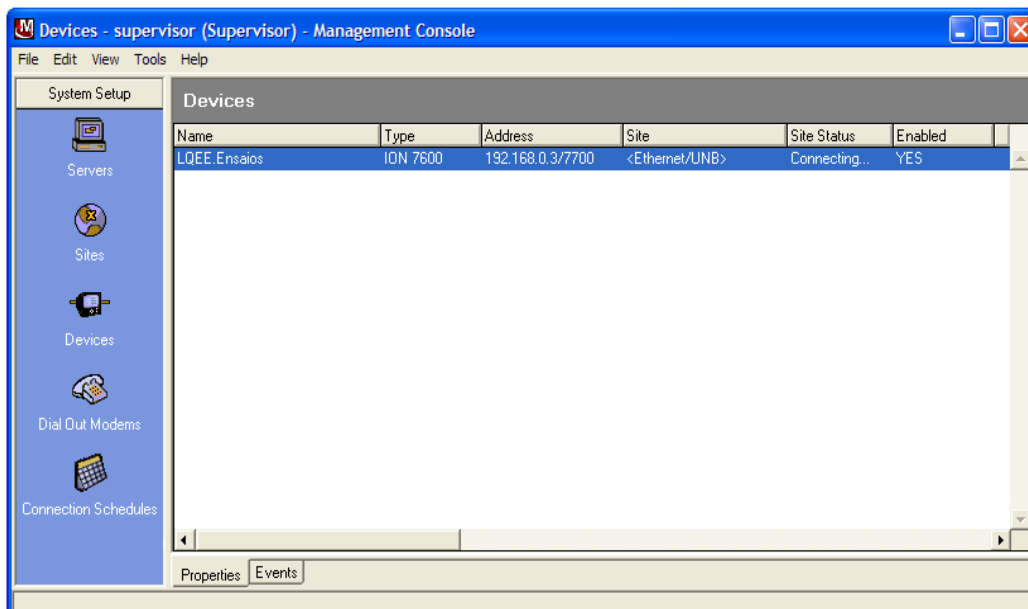 Devices - supervisor (Supervisor) - Management Console
File Edit View Tools Help
System Setup
Servers
Sites
Devices
Dial Out Modems
Connection Schedules
Devices
Name Type Address Site Site Status Enabled
LQEE.Ensaios ION 7600 192.168.0.3/7700 <Ethernet/UNB> Connecting... YES
Properties Events